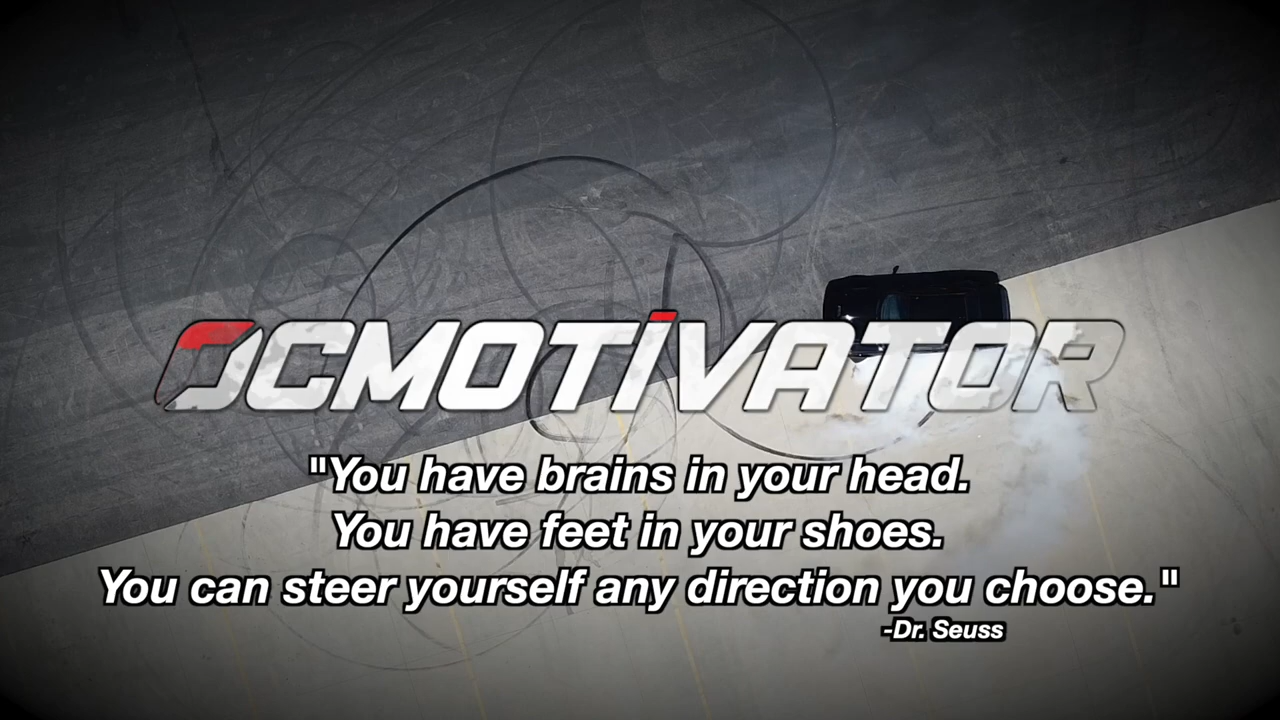 OCMOTIVATOR
"You have brains in your head.
You have feet in your shoes.
You can steer yourself any direction you choose."
-Dr. Seuss